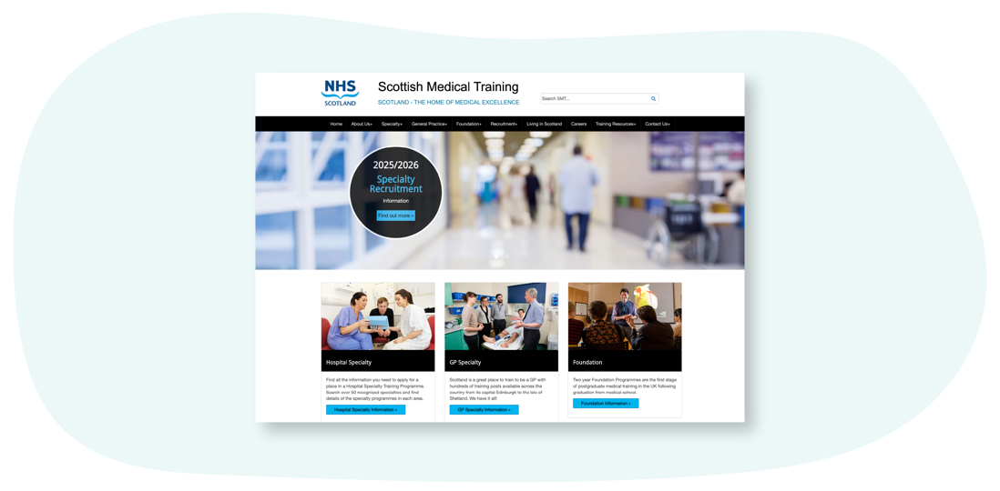 NHS
SCOTLAND
Scottish Medical Training
SCOTLAND - THE HOME OF MEDICAL EXCELLENCE
Search SMT...
Home About Us+ Specialty+ General Practice+ Foundation+ Recruitment+ Living in Scotland Careers Training Resources+ Contact Us+
2025/2026
Specialty
Recruitment
Information
Find out more >
Hospital Specialty
Find all the information you need to apply for a
place in a Hospital Specialty Training Programme.
Search over 50 recognised specialties and find
details of the specialty programmes in each area.
Hospital Specialty Information »
GP Specialty
Scotland is a great place to train to be a GP with
hundreds of training posts available across the
country from its capital Edinburgh to the Isle of
Shetland. We have it all!
GP Specialty Information »
Foundation
Two year Foundation Programmes are the first stage
of postgraduate medical training in the UK following
graduation from medical school.
Foundation Information »